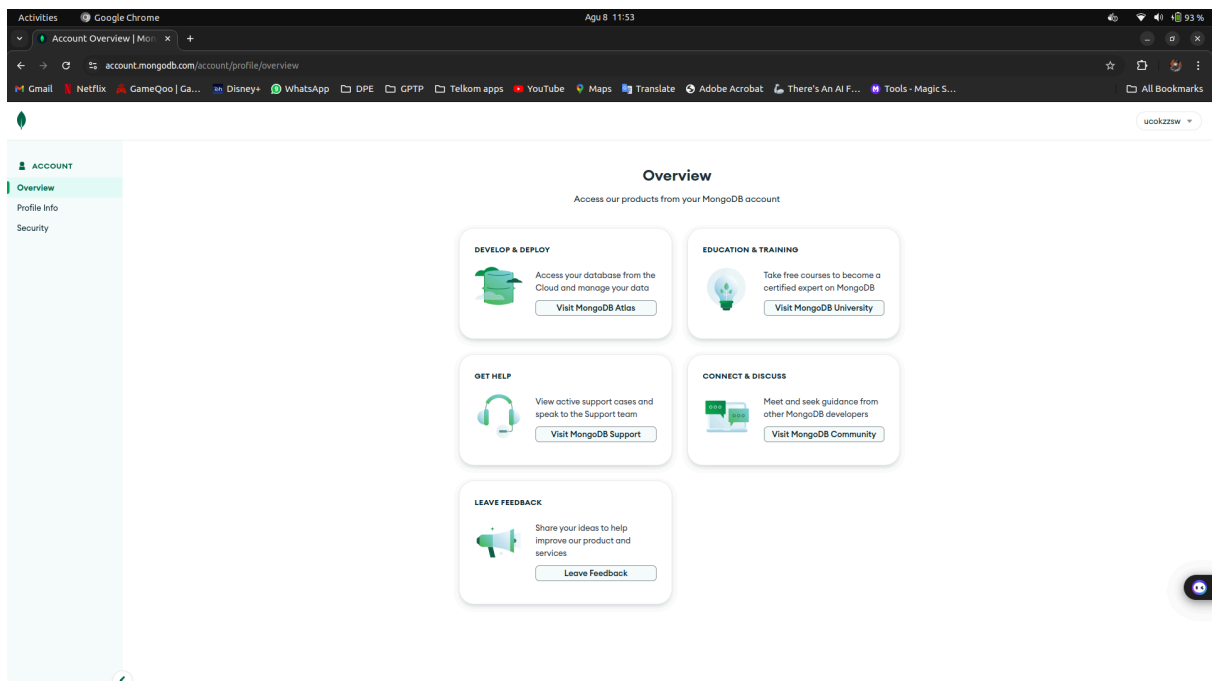 Activities Google Chrome Agu 8 11:53 93 %
Account Overview | Mon
account.mongodb.com/account/profile/overview
Gmail Netflix GameQoo | Ga... Disney+ WhatsApp DPE GPTP Telkom apps YouTube Maps Translate Adobe Acrobat There's An AI F... Tools - Magic S... All Bookmarks
ucokzzsw
ACCOUNT
Overview
Profile Info
Security
Overview
Access our products from your MongoDB account
DEVELOP & DEPLOY
Access your database from the
Cloud and manage your data
Visit MongoDB Atlas
EDUCATION & TRAINING
Take free courses to become a
certified expert on MongoDB
Visit MongoDB University
GET HELP
View active support cases and
speak to the Support team
Visit MongoDB Support
CONNECT & DISCUSS
Meet and seek guidance from
other MongoDB developers
Visit MongoDB Community
LEAVE FEEDBACK
Share your ideas to help
improve our product and
services
Leave Feedback